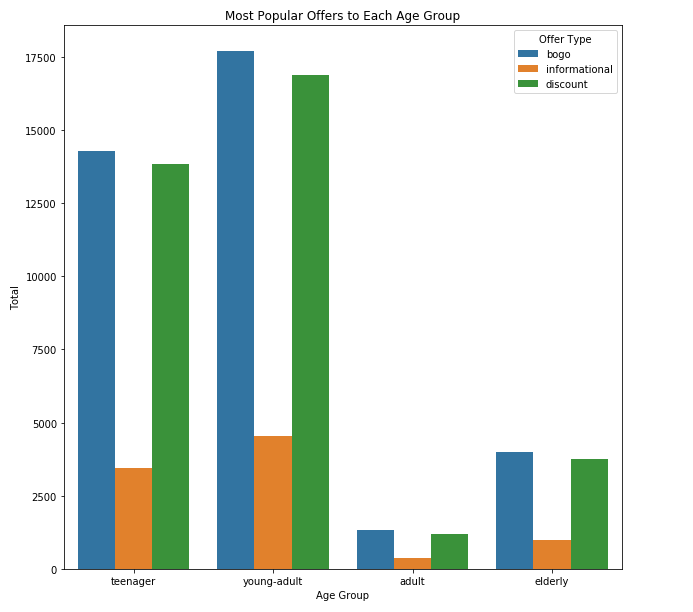 Most Popular Offers to Each Age Group
Offer Type
bogo
informational
discount
17500
15000
12500
10000
7500
5000
2500
0
Total
teenager young-adult adult elderly
Age Group